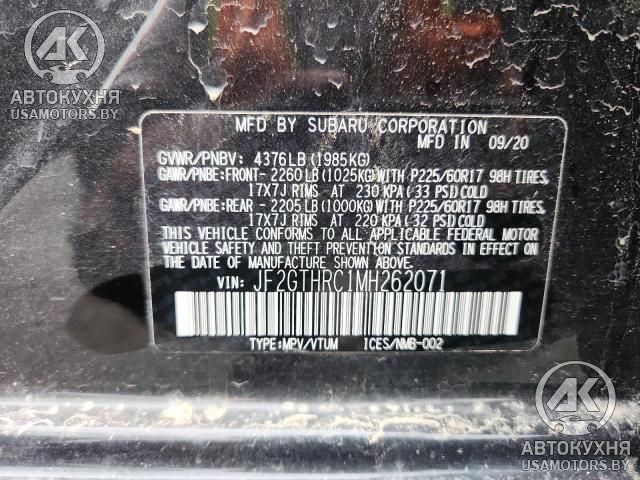 AK
АВТОКУХНЯ
USAMOTORS.BY
MFD BY SUBARU CORPORATION
MFD IN 09/20
GVWR/PNBV: 4376LB(1985KG)
GAWR/PNBE:FRONT-2260LB(1025KG)WITH P225/60R17 98H TIRES,
17X7J RIMS AT 230 KPA(33 PSI)COLD
GAWR/PNBE:REAR -2205LB(1000KG)WITH P225/60R17 98H TIRES,
17X7J RIMS AT 220 KPA(32 PSI)COLD
THIS VEHICLE CONFORMS TO ALL APPLICABLE FEDERAL MOTOR
VEHICLE SAFETY AND THEFT PREVENTION STANDARDS IN EFFECT ON
THE DATE OF MANUFACTURE SHOWN ABOVE.
VIN: JF2GTHRC1MH262071
TYPE:MPV/VTUM ICES/NMB-002
AK
АВТОКУХНЯ
USAMOTORS.BY